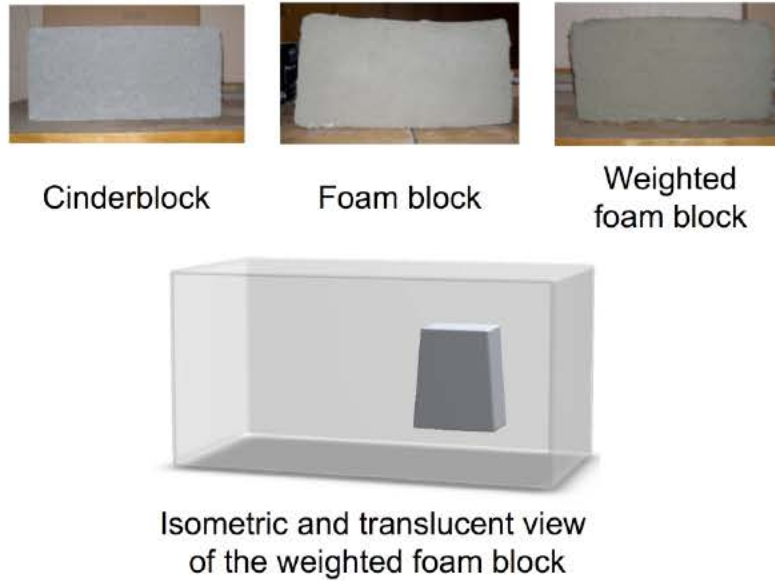 Cinderblock
Foam block
Weighted
foam block
Isometric and translucent view
of the weighted foam block